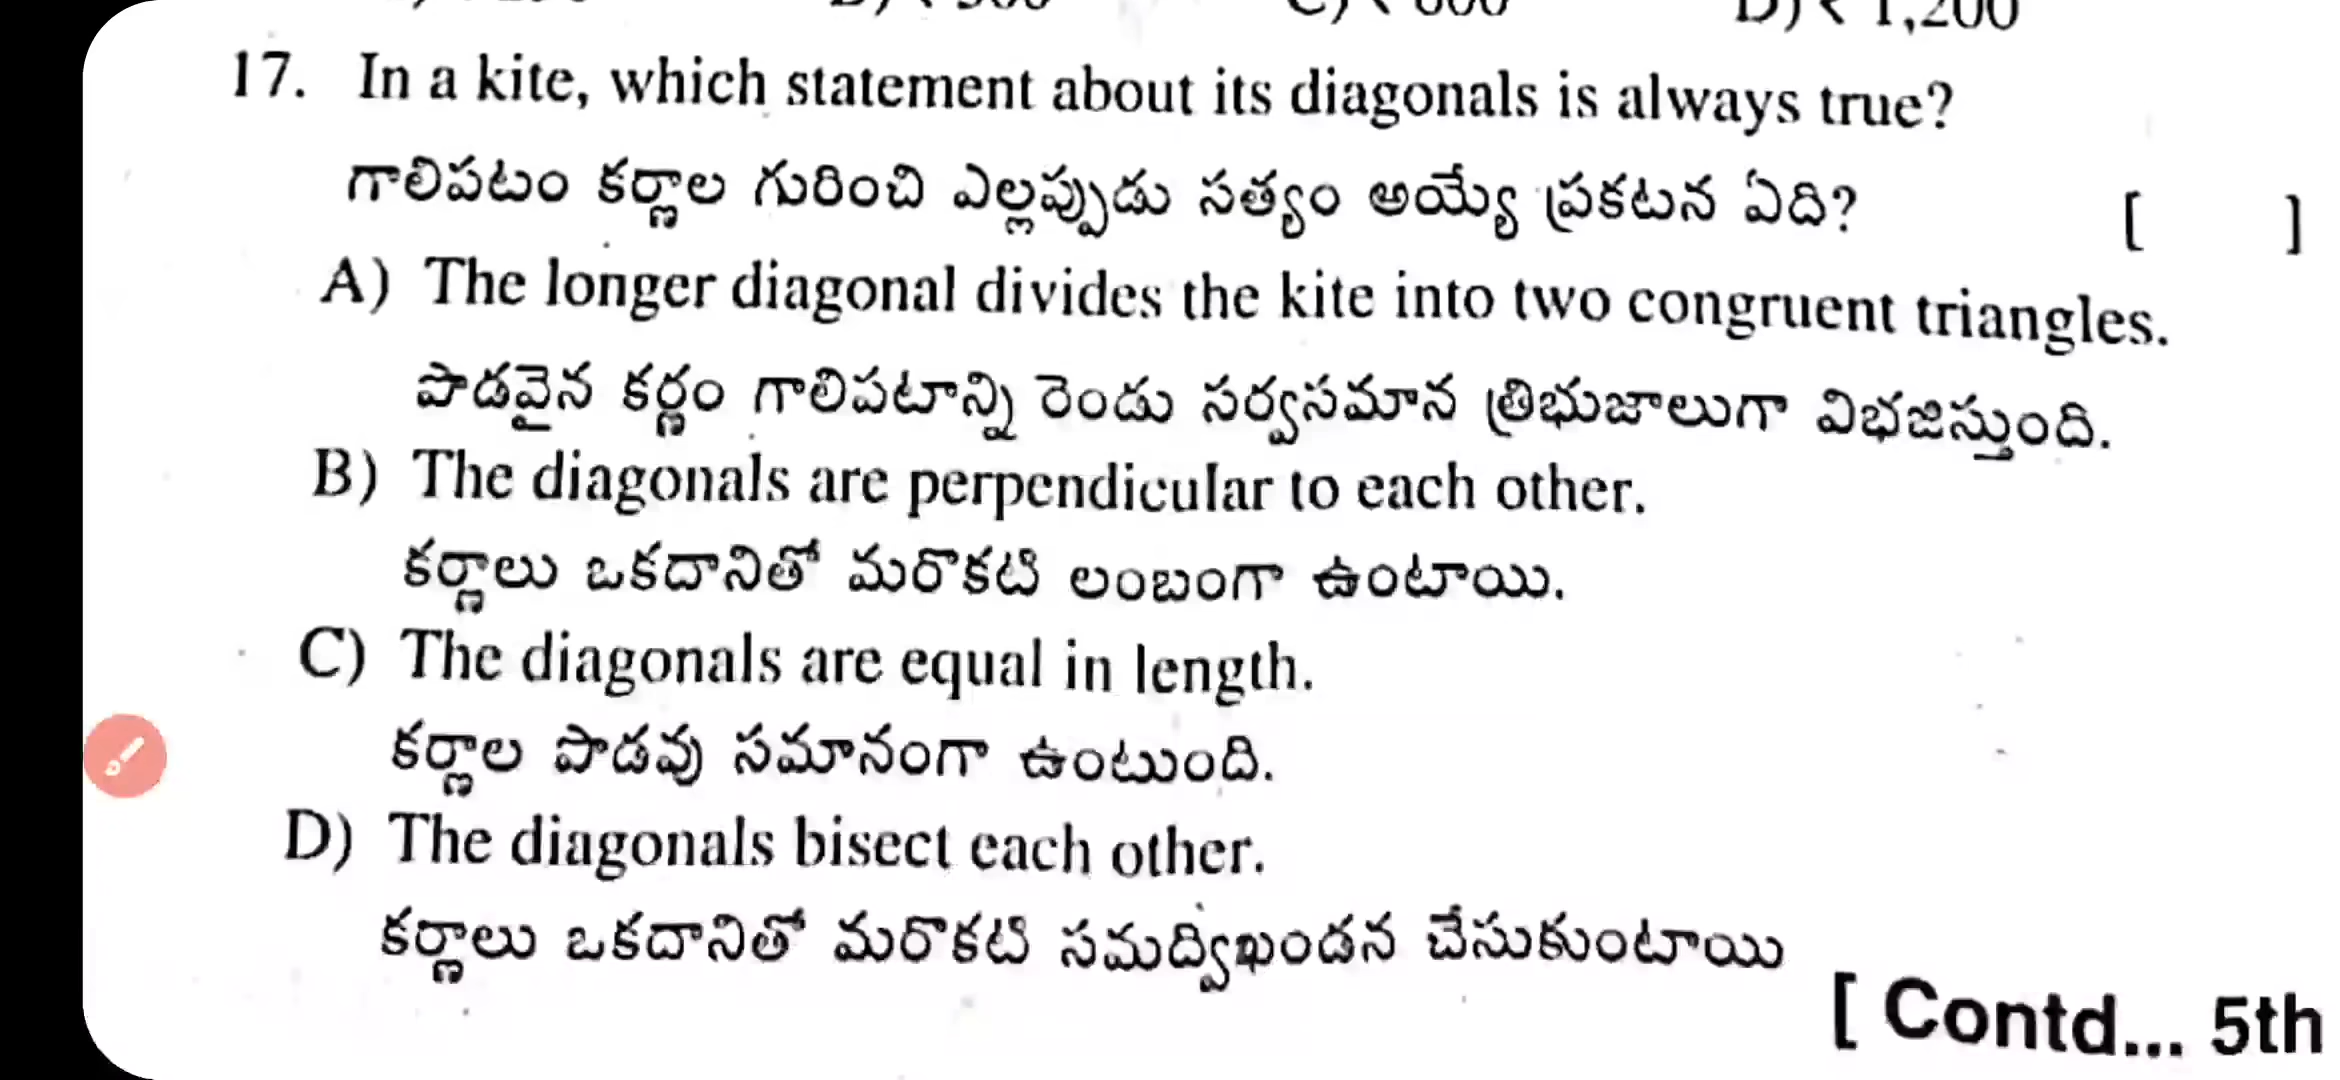 D) ₹ 1,200
17. In a kite, which statement about its diagonals is always true?
గాలిపటం కర్ణాల గురించి ఎల్లప్పుడు సత్యం అయ్యే ప్రకటన ఏది? [ ]
A) The longer diagonal divides the kite into two congruent triangles.
పొడవైన కర్ణం గాలిపటాన్ని రెండు సర్వసమాన త్రిభుజాలుగా విభజిస్తుంది.
B) The diagonals are perpendicular to each other.
కర్ణాలు ఒకదానితో మరొకటి లంబంగా ఉంటాయి.
C) The diagonals are equal in length.
కర్ణాల పొడవు సమానంగా ఉంటుంది.
D) The diagonals bisect each other.
కర్ణాలు ఒకదానితో మరొకటి సమద్విఖండన చేసుకుంటాయి
[ Contd... 5th